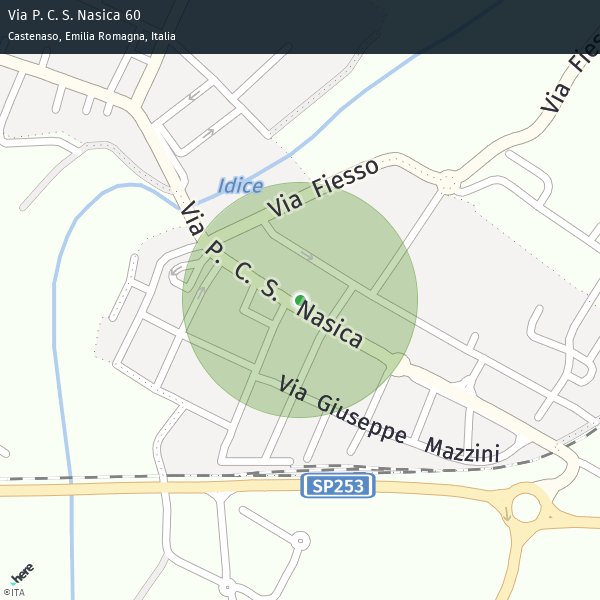 Via P. C. S. Nasica 60
Castenaso, Emilia Romagna, Italia
Via Fies
Idice
Via Fiesso
Via P. C. S. Nasica
Via Giuseppe Mazzini
SP253
here
©ITA